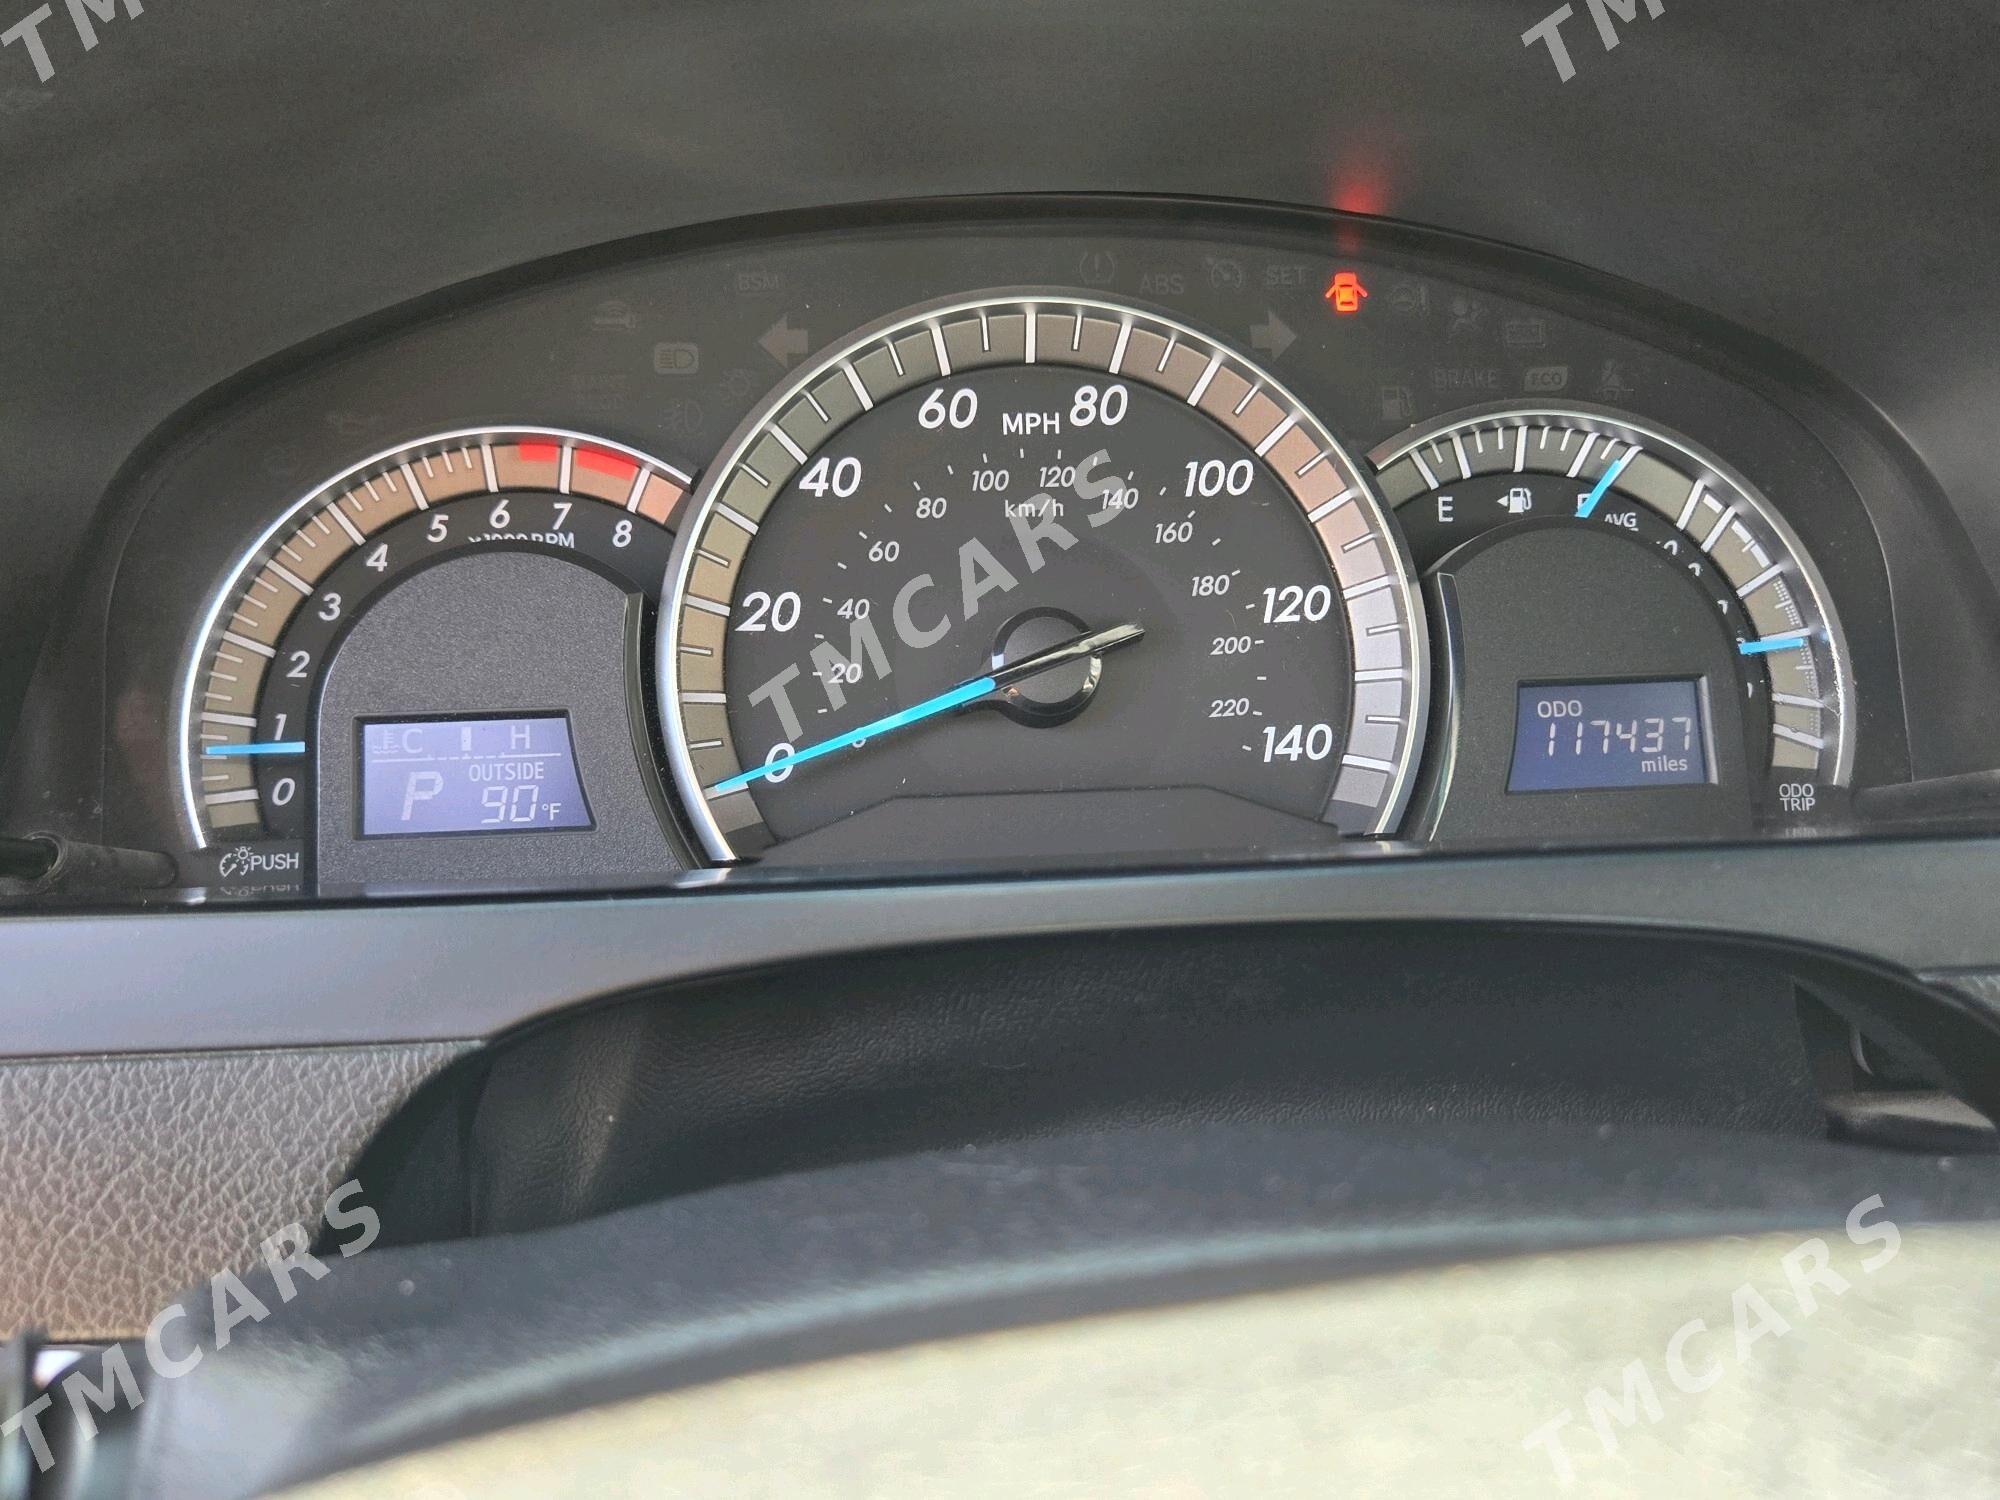 TMCARS
TMCARS
BSM
ABS
SET
BRAKE
ECO
0
1
2
3
4
5
6
7
8
x1000RPM
C H
P
OUTSIDE
90°F
PUSH
0
20
40
60
MPH
80
100
120
140
20
40
60
80
100
km/h
120
140
160
180
200
220
TMCARS
E
AVG
ODO
117437
miles
ODO
TRIP
TMCARS
TMCARS